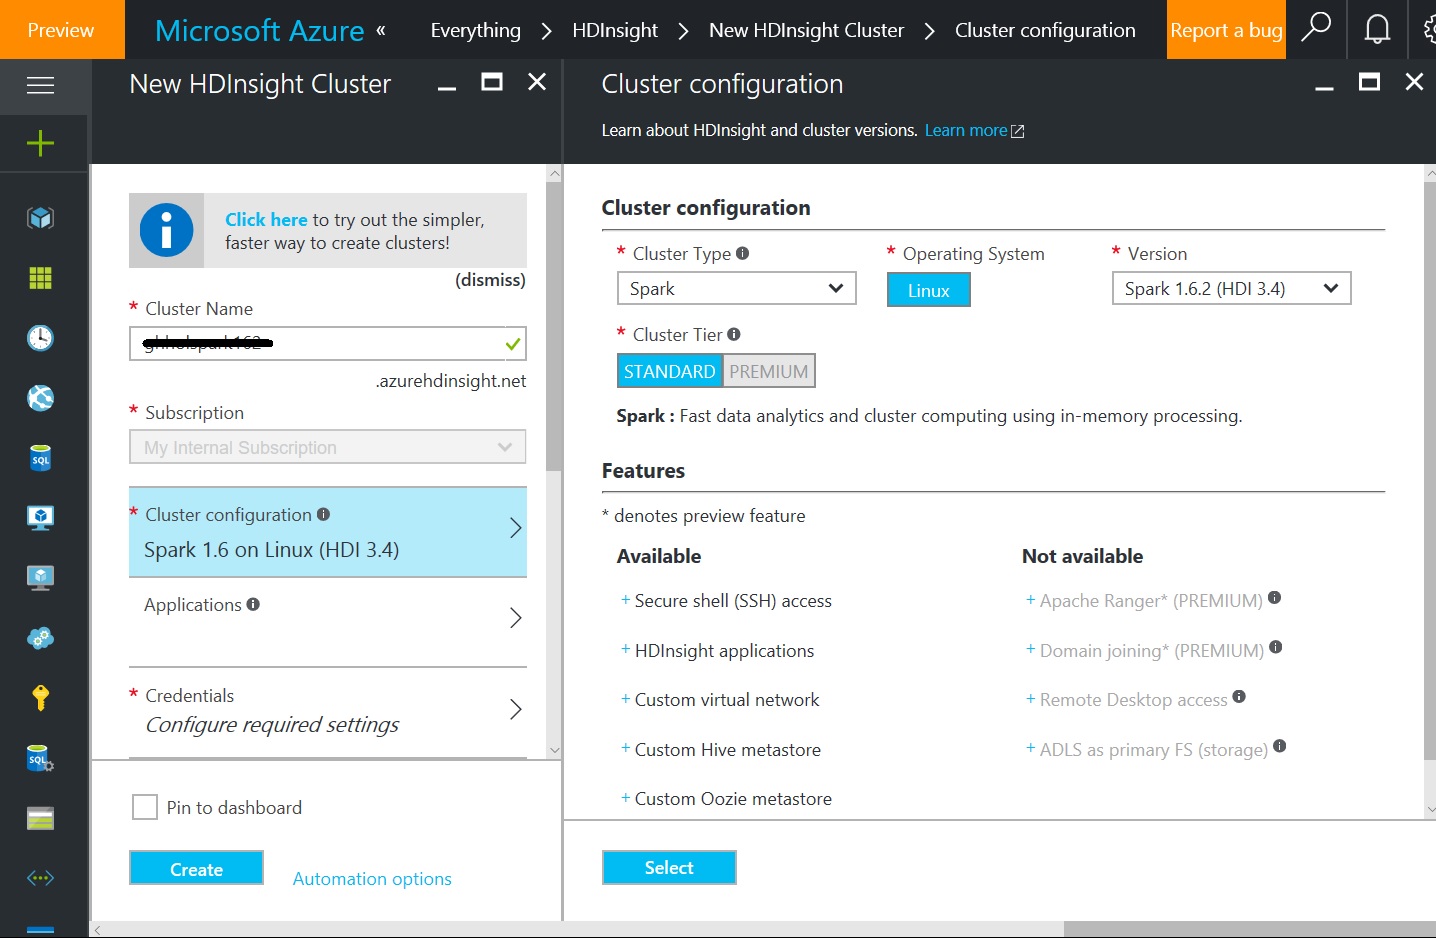 Preview
Microsoft Azure «
Everything > HDInsight > New HDInsight Cluster > Cluster configuration
Report a bug
New HDInsight Cluster
Click here to try out the simpler,
faster way to create clusters!
(dismiss)
* Cluster Name
.azurehdinsight.net
* Subscription
My Internal Subscription
* Cluster configuration
Spark 1.6 on Linux (HDI 3.4)
Applications
* Credentials
Configure required settings
Pin to dashboard
Create
Automation options
Cluster configuration
Learn about HDInsight and cluster versions. Learn more
Cluster configuration
* Cluster Type
* Operating System
* Version
Spark
Linux
Spark 1.6.2 (HDI 3.4)
* Cluster Tier
STANDARD PREMIUM
Spark : Fast data analytics and cluster computing using in-memory processing.
Features
* denotes preview feature
Available
Not available
+ Secure shell (SSH) access
+ Apache Ranger* (PREMIUM)
+ HDInsight applications
+ Domain joining* (PREMIUM)
+ Custom virtual network
+ Remote Desktop access
+ Custom Hive metastore
+ ADLS as primary FS (storage)
+ Custom Oozie metastore
Select
SQL
SQL